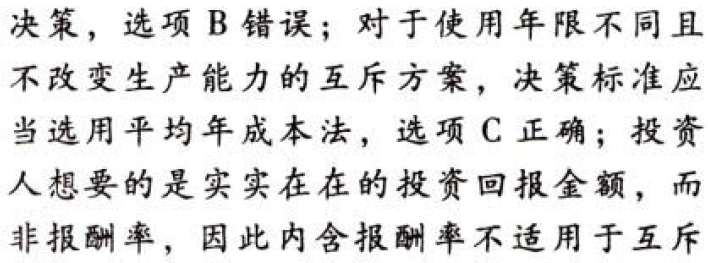 决策，选项 B 错误；对于使用年限不同且
不改变生产能力的互斥方案，决策标准应
当选用平均年成本法，选项 C 正确；投资
人想要的是实实在在的投资回报金额，而
非报酬率，因此内含报酬率不适用于互斥